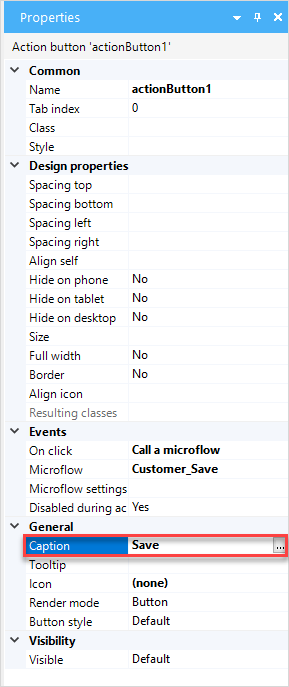 Properties
Action button 'actionButton1'
Common
Name actionButton1
Tab index 0
Class
Style
Design properties
Spacing top
Spacing bottom
Spacing left
Spacing right
Align self
Hide on phone No
Hide on tablet No
Hide on desktop No
Size
Full width No
Border No
Align icon
Resulting classes
Events
On click Call a microflow
Microflow Customer_Save
Microflow settings
Disabled during ac Yes
General
Caption Save ...
Tooltip
Icon (none)
Render mode Button
Button style Default
Visibility
Visible Default